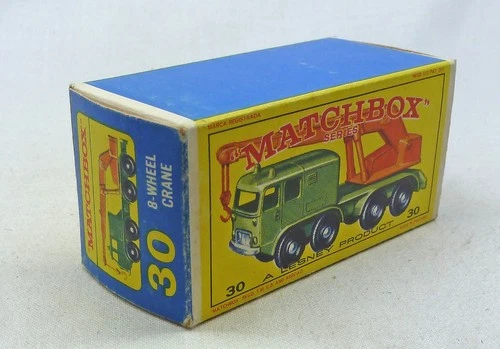 MATCHBOX
8-WHEEL
CRANE
30
MARCA REGISTRADA
"MATCHBOX"
SERIES
30
30
A LESNEY PRODUCT